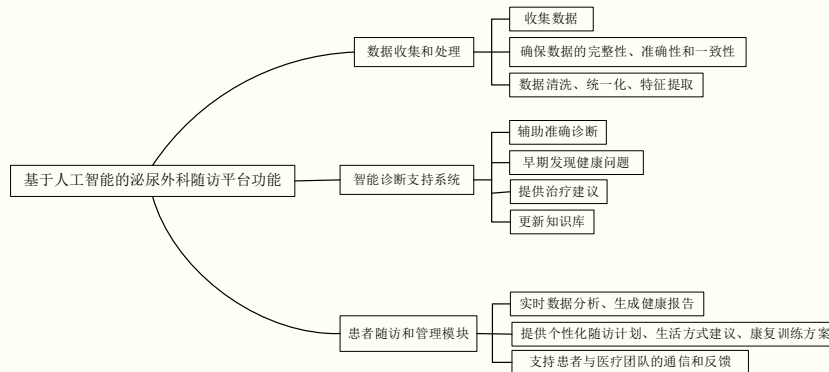 基于人工智能的泌尿外科随访平台功能
数据收集和处理
收集数据
确保数据的完整性、准确性和一致性
数据清洗、统一化、特征提取
智能诊断支持系统
辅助准确诊断
早期发现健康问题
提供治疗建议
更新知识库
患者随访和管理模块
实时数据分析、生成健康报告
提供个性化随访计划、生活方式建议、康复训练方案
支持患者与医疗团队的通信和反馈